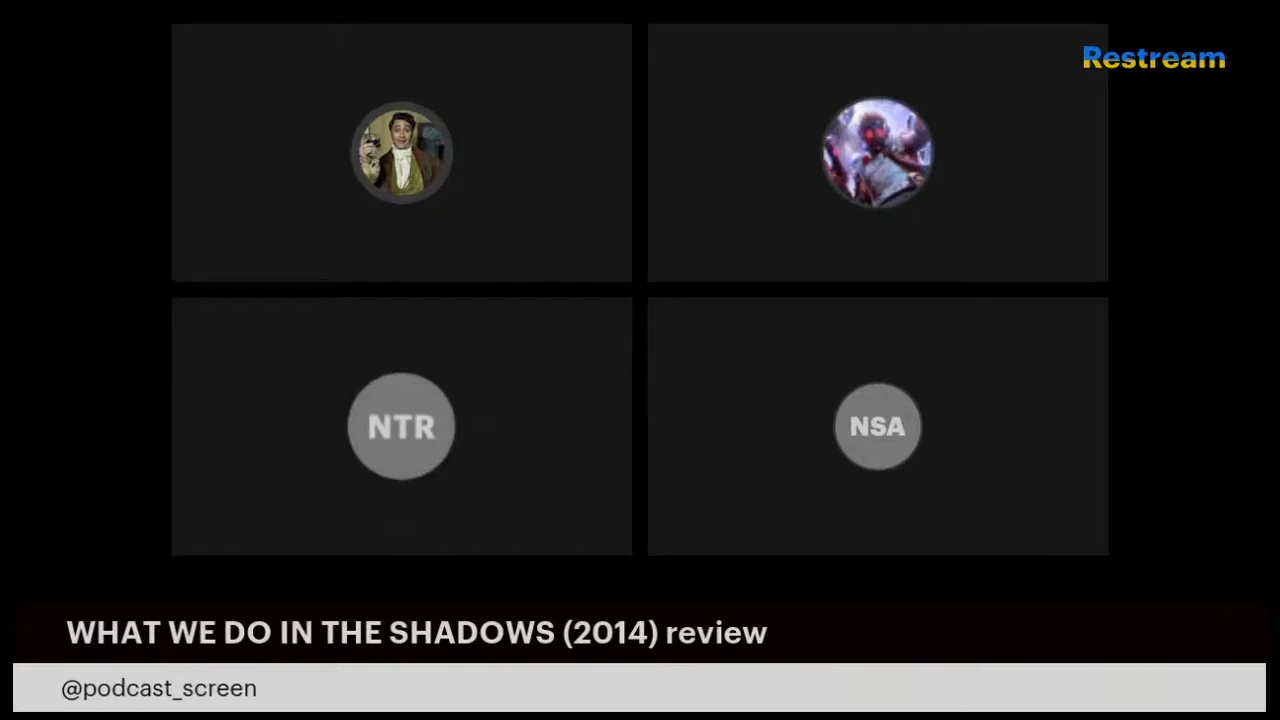 Restream
NTR
NSA
WHAT WE DO IN THE SHADOWS (2014) review
@podcast_screen